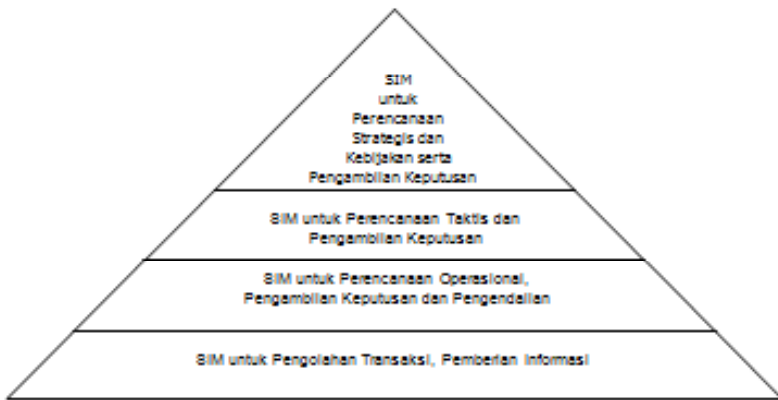 SIM
untuk
Perencanaan
Strategis dan
Kebijakan serta
Pengambilan Keputusan
SIM untuk Perencanaan Taktis dan
Pengambilan Keputusan
SIM untuk Perencanaan Operasional,
Pengambilan Keputusan dan Pengendalian
SIM untuk Pengolahan Transaksi, Pemberian Informasi